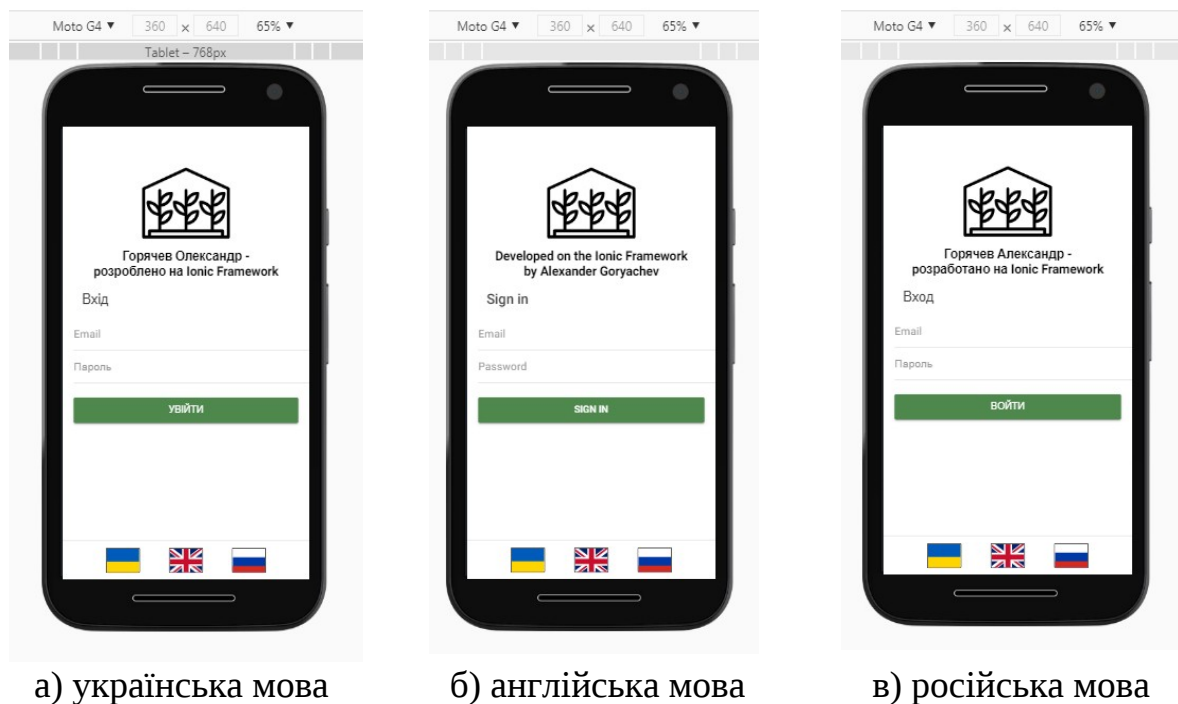 Moto G4 ▼ 360 x 640 65% ▼
Tablet – 768px
Горячев Олександр -
розроблено на Ionic Framework
Вхід
Email
Пароль
УВІЙТИ
а) українська мова
Moto G4 ▼ 360 x 640 65% ▼
Developed on the Ionic Framework
by Alexander Goryachev
Sign in
Email
Password
SIGN IN
б) англійська мова
Moto G4 ▼ 360 x 640 65% ▼
Горячев Александр -
розработано на Ionic Framework
Вход
Email
Пароль
ВОЙТИ
в) російська мова